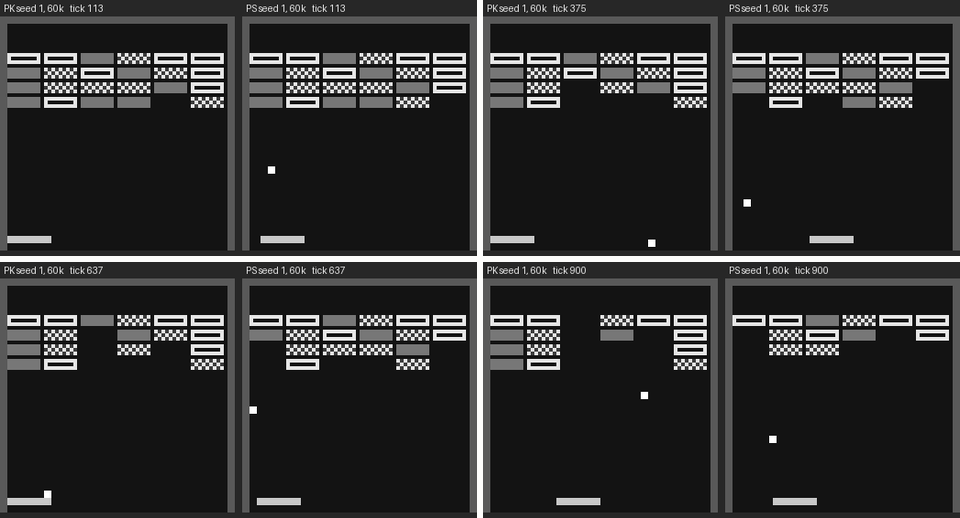 PKseed 1, 60k tick 113
PSseed 1, 60k tick 113
PKseed 1, 60k tick 375
PSseed 1, 60k tick 375
PKseed 1, 60k tick 637
PSseed 1, 60k tick 637
PKseed 1, 60k tick 900
PSseed 1, 60k tick 900